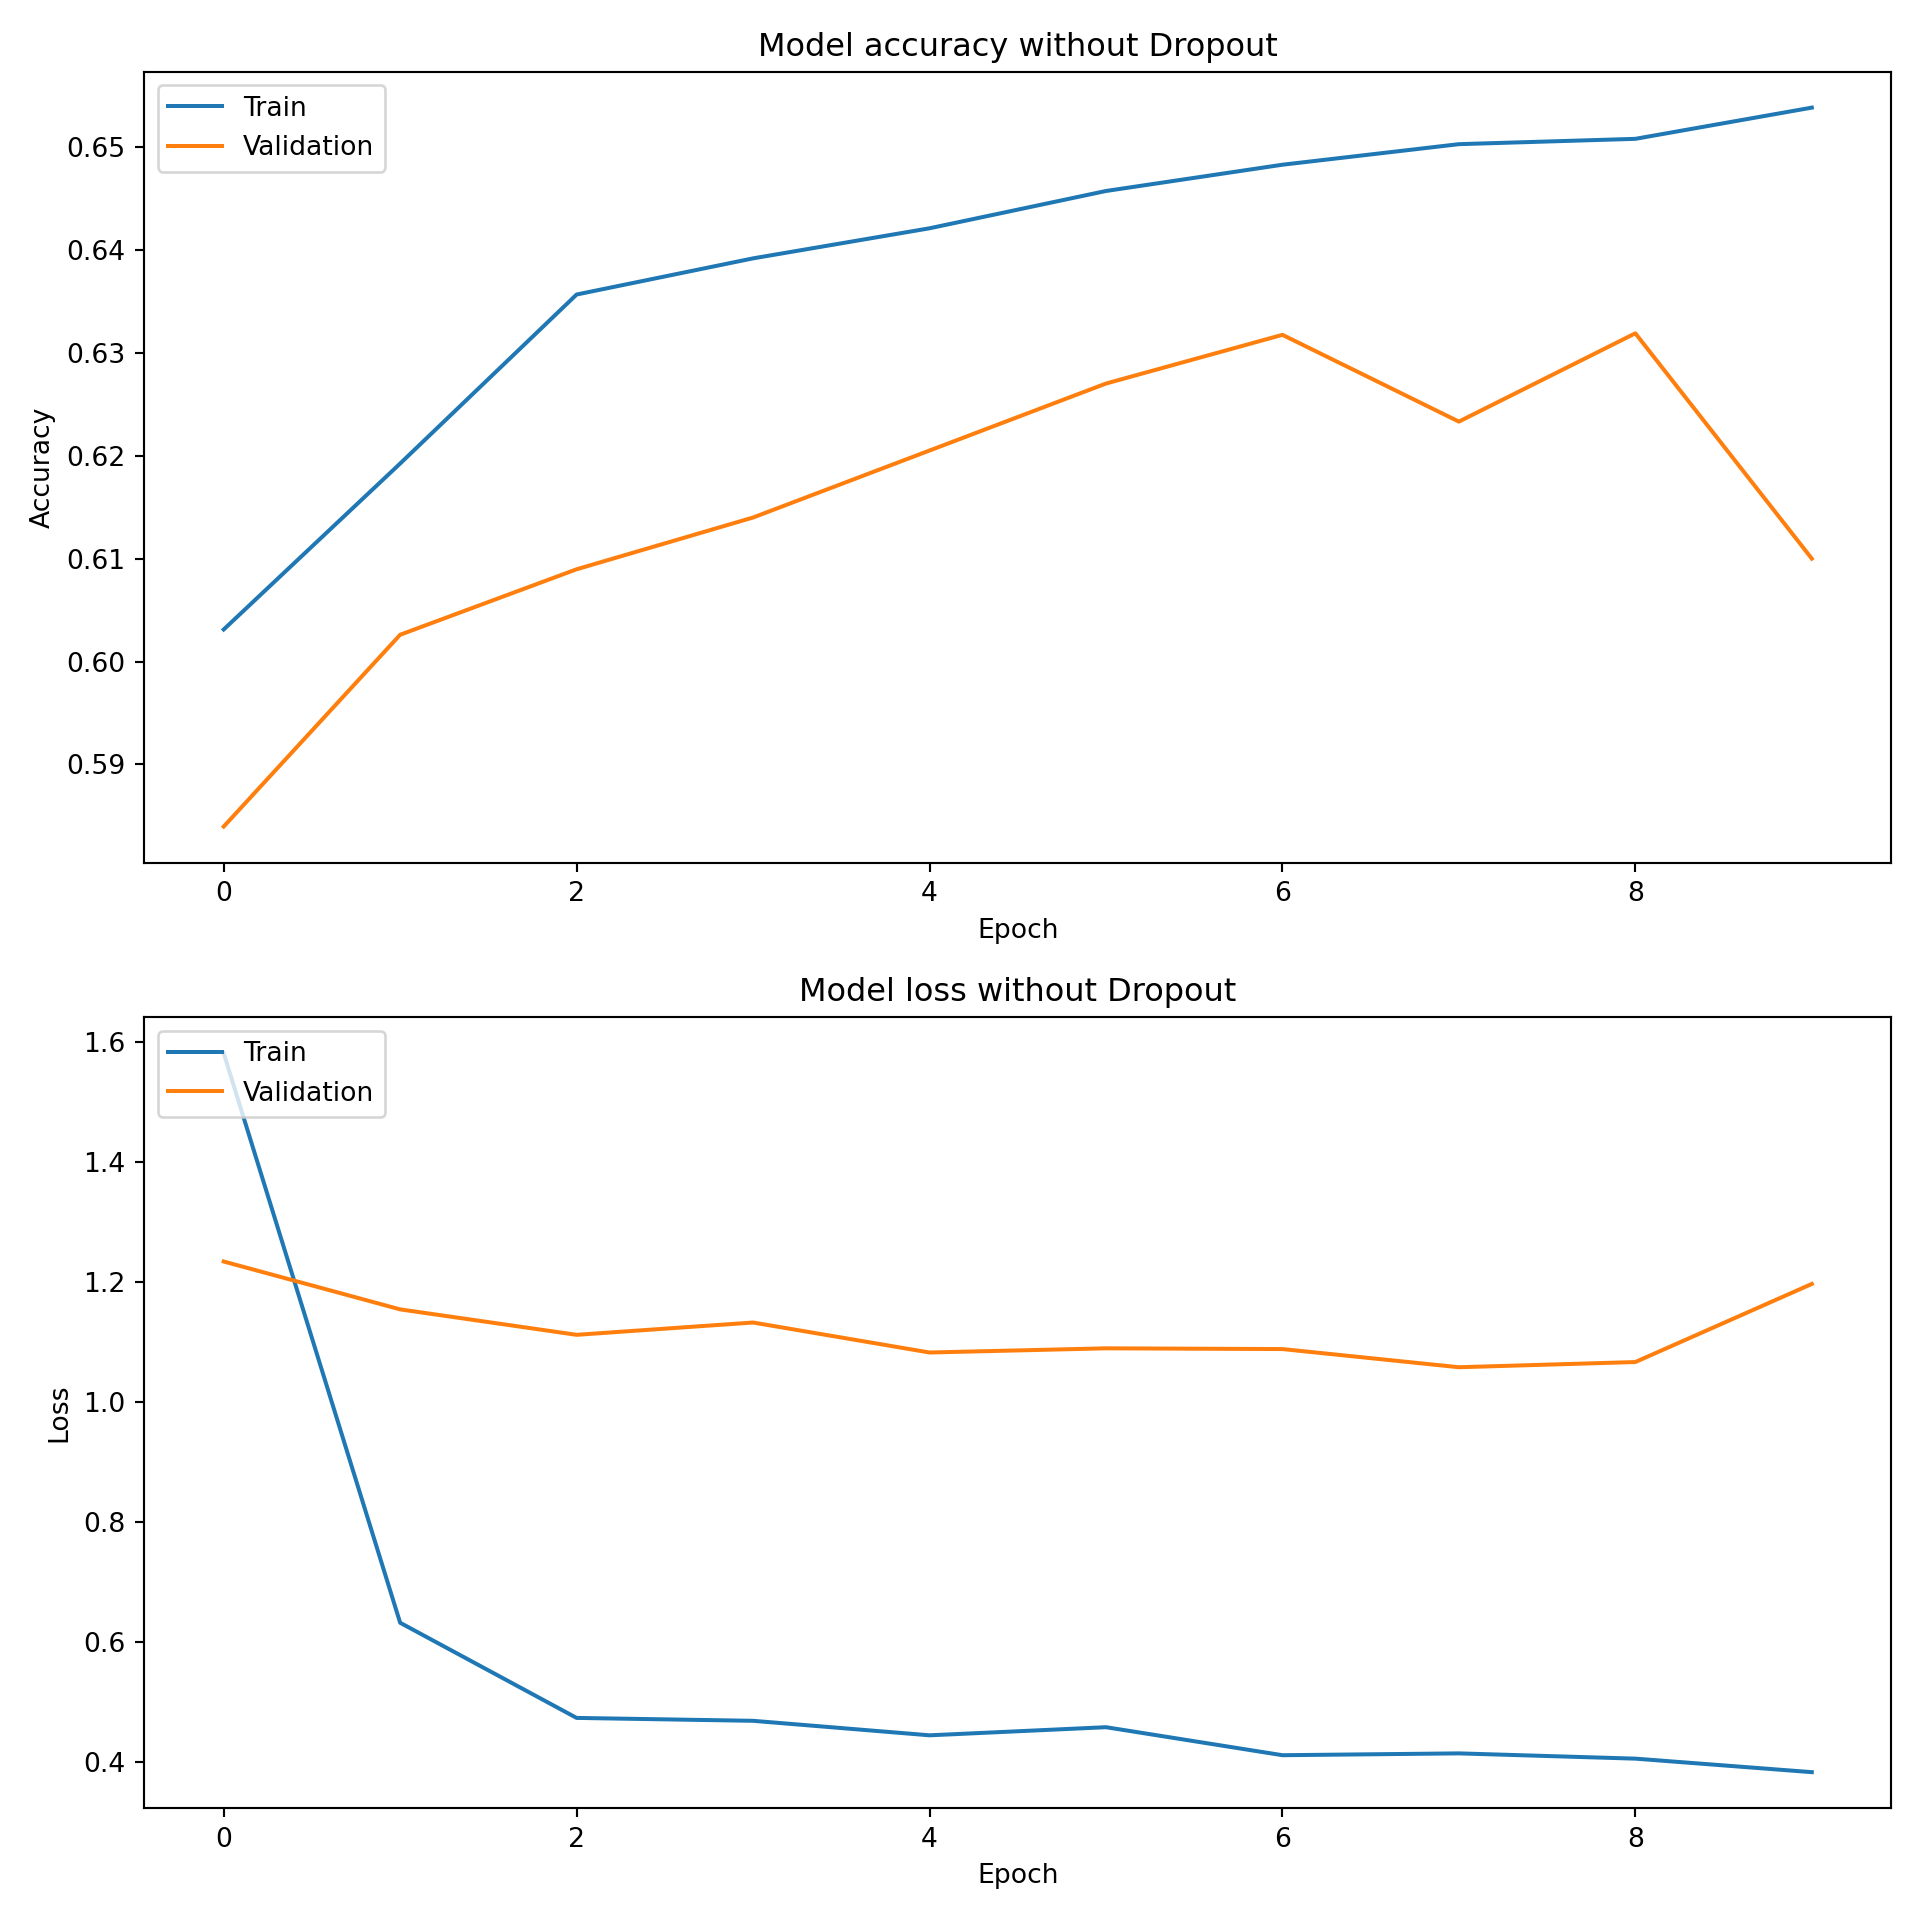 Model accuracy without Dropout
Train
Validation
0.65
0.64
0.63
0.62
0.61
0.60
0.59
Accuracy
0 2 4 6 8
Epoch
Model loss without Dropout
Train
Validation
1.6
1.4
1.2
1.0
0.8
0.6
0.4
Loss
0 2 4 6 8
Epoch